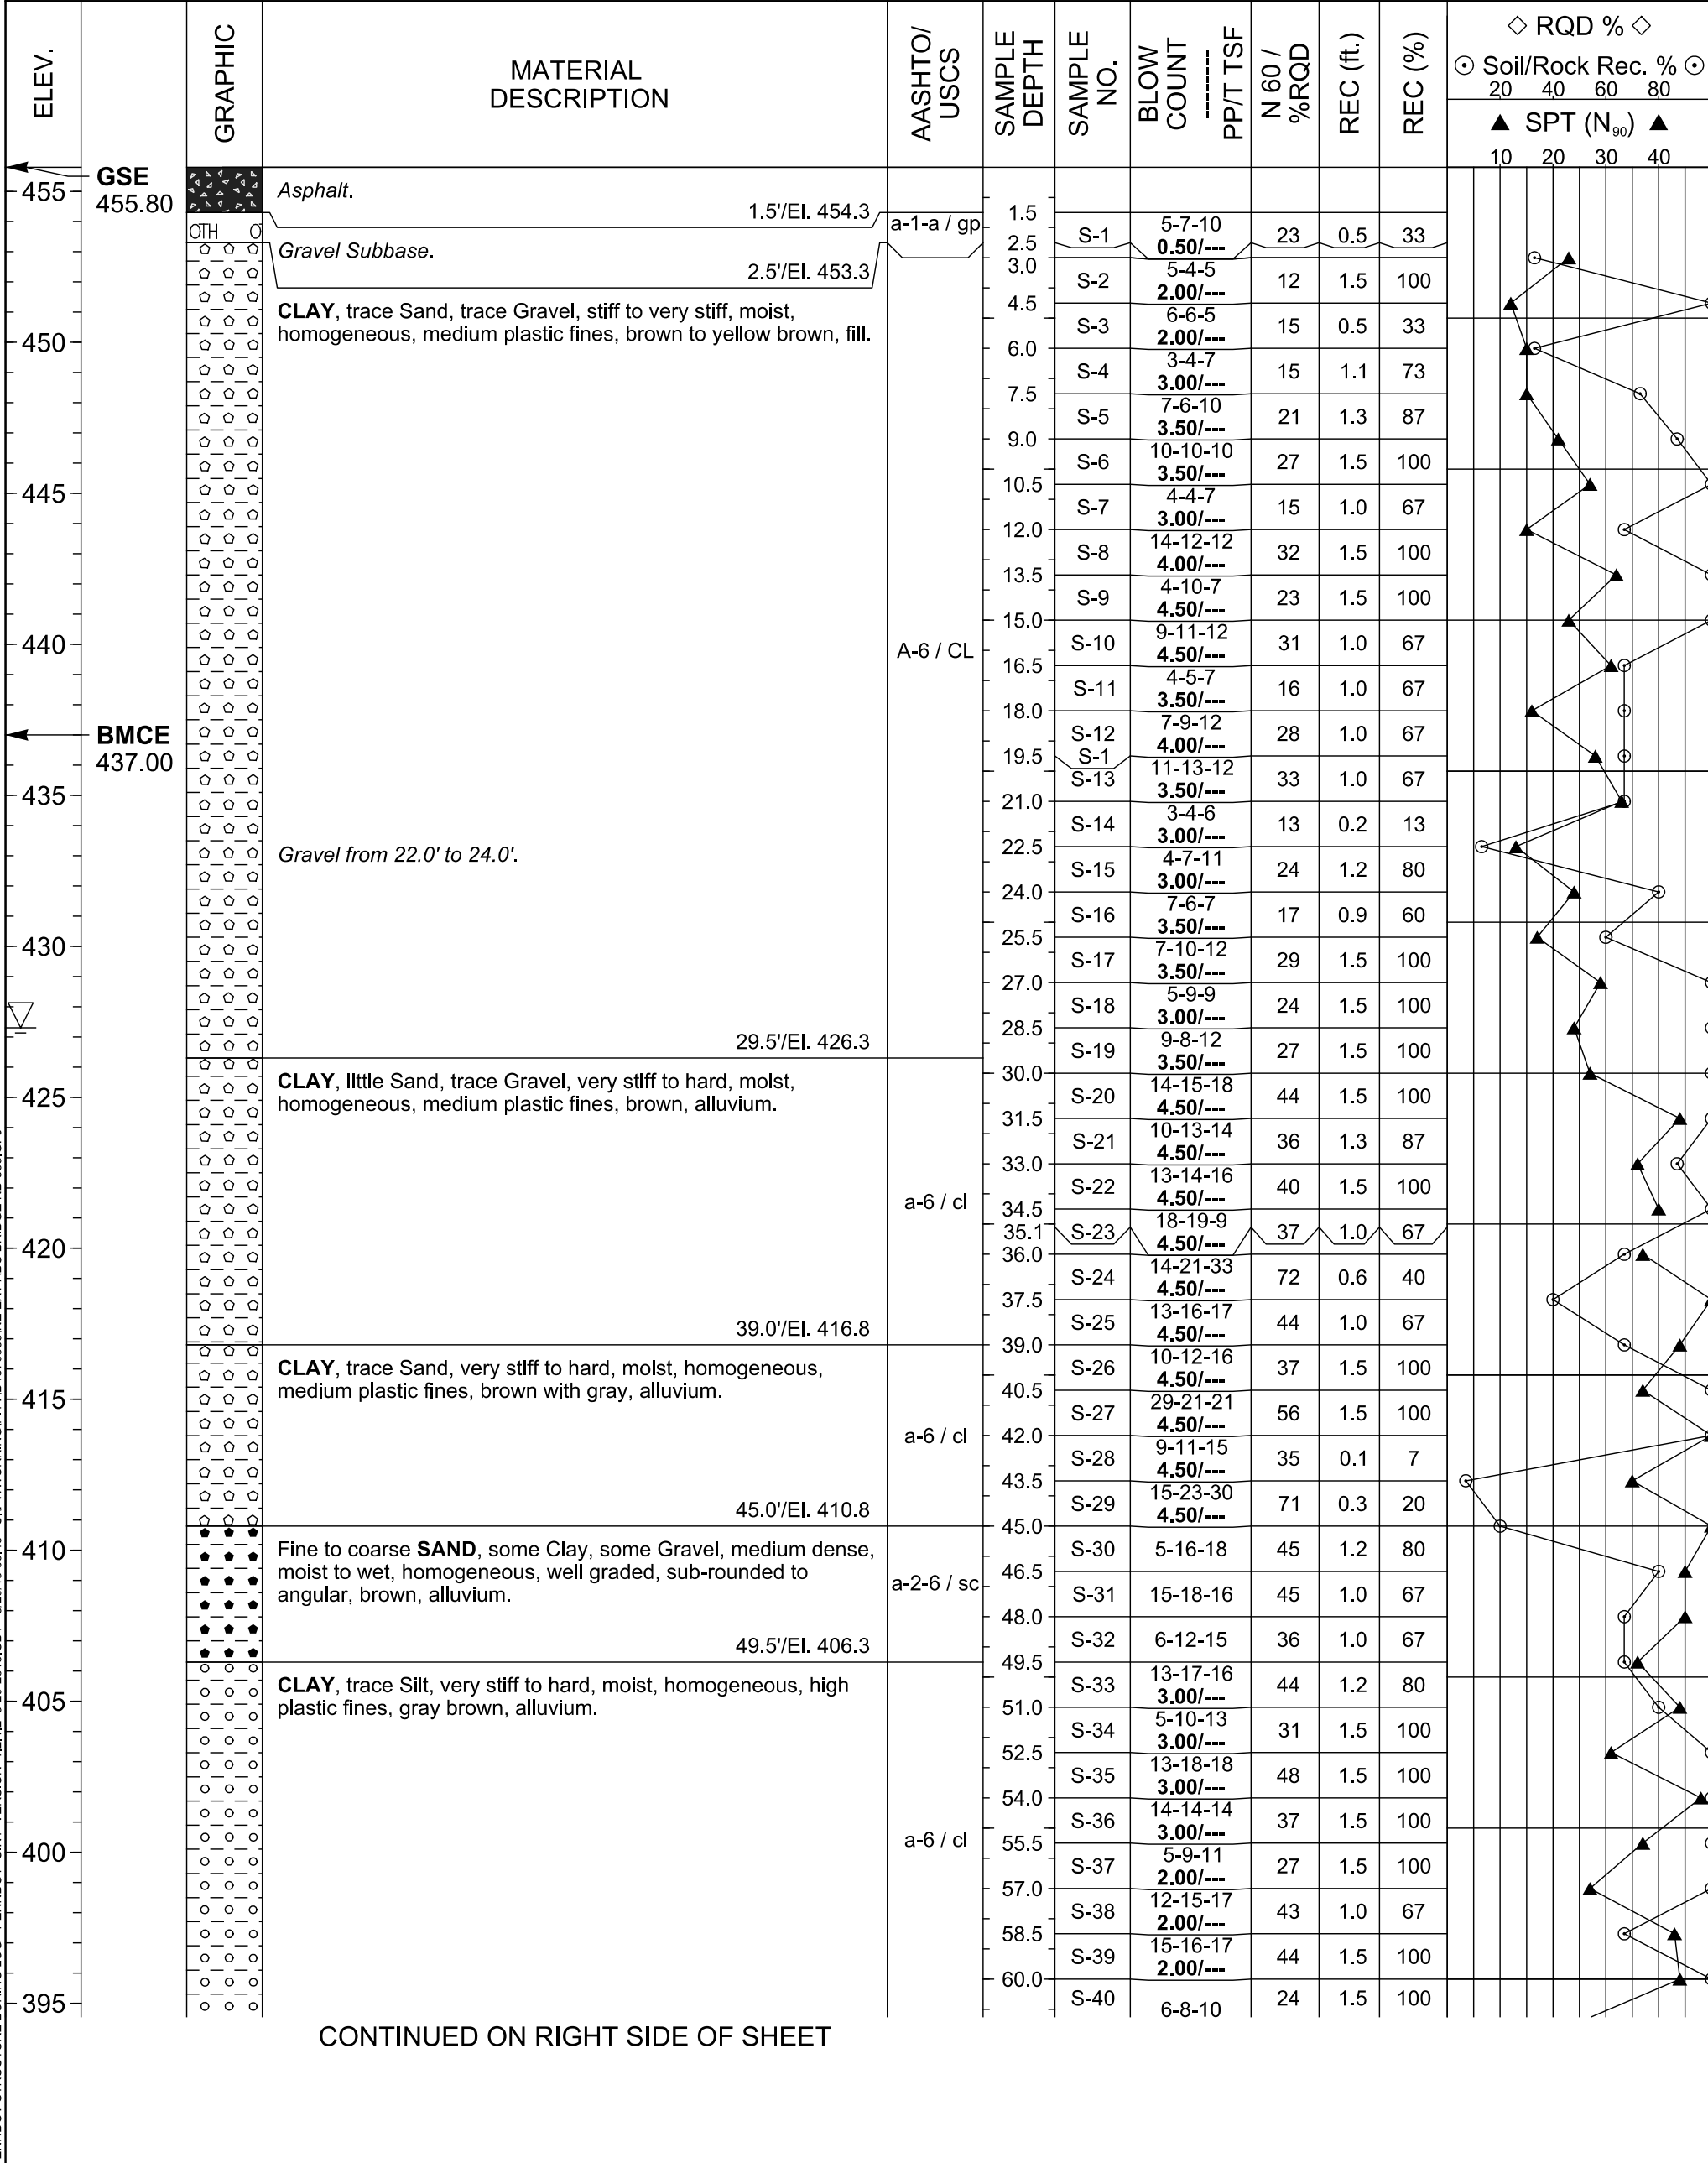 ELEV.
GRAPHIC
MATERIAL
DESCRIPTION
AASHTO/
USCS
SAMPLE
DEPTH
SAMPLE
NO.
BLOW
COUNT
--------
PP/T TSF
N 60 /
%RQD
REC (ft.)
REC (%)
◇ RQD % ◇
⊙ Soil/Rock Rec. % ⊙
20 40 60 80
▲ SPT (N₉₀) ▲
10 20 30 40
GSE
455.80
BMCE
437.00
455
450
445
440
435
430
425
420
415
410
405
400
395
OTH O
Asphalt.
1.5'/El. 454.3
Gravel Subbase.
2.5'/El. 453.3
CLAY, trace Sand, trace Gravel, stiff to very stiff, moist,
homogeneous, medium plastic fines, brown to yellow brown, fill.
Gravel from 22.0' to 24.0'.
29.5'/El. 426.3
CLAY, little Sand, trace Gravel, very stiff to hard, moist,
homogeneous, medium plastic fines, brown, alluvium.
39.0'/El. 416.8
CLAY, trace Sand, very stiff to hard, moist, homogeneous,
medium plastic fines, brown with gray, alluvium.
45.0'/El. 410.8
Fine to coarse SAND, some Clay, some Gravel, medium dense,
moist to wet, homogeneous, well graded, sub-rounded to
angular, brown, alluvium.
49.5'/El. 406.3
CLAY, trace Silt, very stiff to hard, moist, homogeneous, high
plastic fines, gray brown, alluvium.
a-1-a / gp
A-6 / CL
a-6 / cl
a-6 / cl
a-2-6 / sc
a-6 / cl
1.5
2.5
3.0
4.5
6.0
7.5
9.0
10.5
12.0
13.5
15.0
16.5
18.0
19.5
21.0
22.5
24.0
25.5
27.0
28.5
30.0
31.5
33.0
34.5
35.1
36.0
37.5
39.0
40.5
42.0
43.5
45.0
46.5
48.0
49.5
51.0
52.5
54.0
55.5
57.0
58.5
60.0
S-1 5-7-10 23 0.5 33
0.50/---
S-2 5-4-5 12 1.5 100
2.00/---
S-3 6-6-5 15 0.5 33
2.00/---
S-4 3-4-7 15 1.1 73
3.00/---
S-5 7-6-10 21 1.3 87
3.50/---
S-6 10-10-10 27 1.5 100
3.50/---
S-7 4-4-7 15 1.0 67
3.00/---
S-8 14-12-12 32 1.5 100
4.00/---
S-9 4-10-7 23 1.5 100
4.50/---
S-10 9-11-12 31 1.0 67
4.50/---
S-11 4-5-7 16 1.0 67
3.50/---
S-12 7-9-12 28 1.0 67
4.00/---
S-1
S-13 11-13-12 33 1.0 67
3.50/---
S-14 3-4-6 13 0.2 13
3.00/---
S-15 4-7-11 24 1.2 80
3.00/---
S-16 7-6-7 17 0.9 60
3.50/---
S-17 7-10-12 29 1.5 100
3.50/---
S-18 5-9-9 24 1.5 100
3.00/---
S-19 9-8-12 27 1.5 100
3.50/---
S-20 14-15-18 44 1.5 100
4.50/---
S-21 10-13-14 36 1.3 87
4.50/---
S-22 13-14-16 40 1.5 100
4.50/---
S-23 18-19-9 37 1.0 67
4.50/---
S-24 14-21-33 72 0.6 40
4.50/---
S-25 13-16-17 44 1.0 67
4.50/---
S-26 10-12-16 37 1.5 100
4.50/---
S-27 29-21-21 56 1.5 100
4.50/---
S-28 9-11-15 35 0.1 7
4.50/---
S-29 15-23-30 71 0.3 20
4.50/---
S-30 5-16-18 45 1.2 80
S-31 15-18-16 45 1.0 67
S-32 6-12-15 36 1.0 67
S-33 13-17-16 44 1.2 80
3.00/---
S-34 5-10-13 31 1.5 100
3.00/---
S-35 13-18-18 48 1.5 100
3.00/---
S-36 14-14-14 37 1.5 100
3.00/---
S-37 5-9-11 27 1.5 100
2.00/---
S-38 12-15-17 43 1.0 67
2.00/---
S-39 15-16-17 44 1.5 100
2.00/---
S-40 6-8-10 24 1.5 100
CONTINUED ON RIGHT SIDE OF SHEET